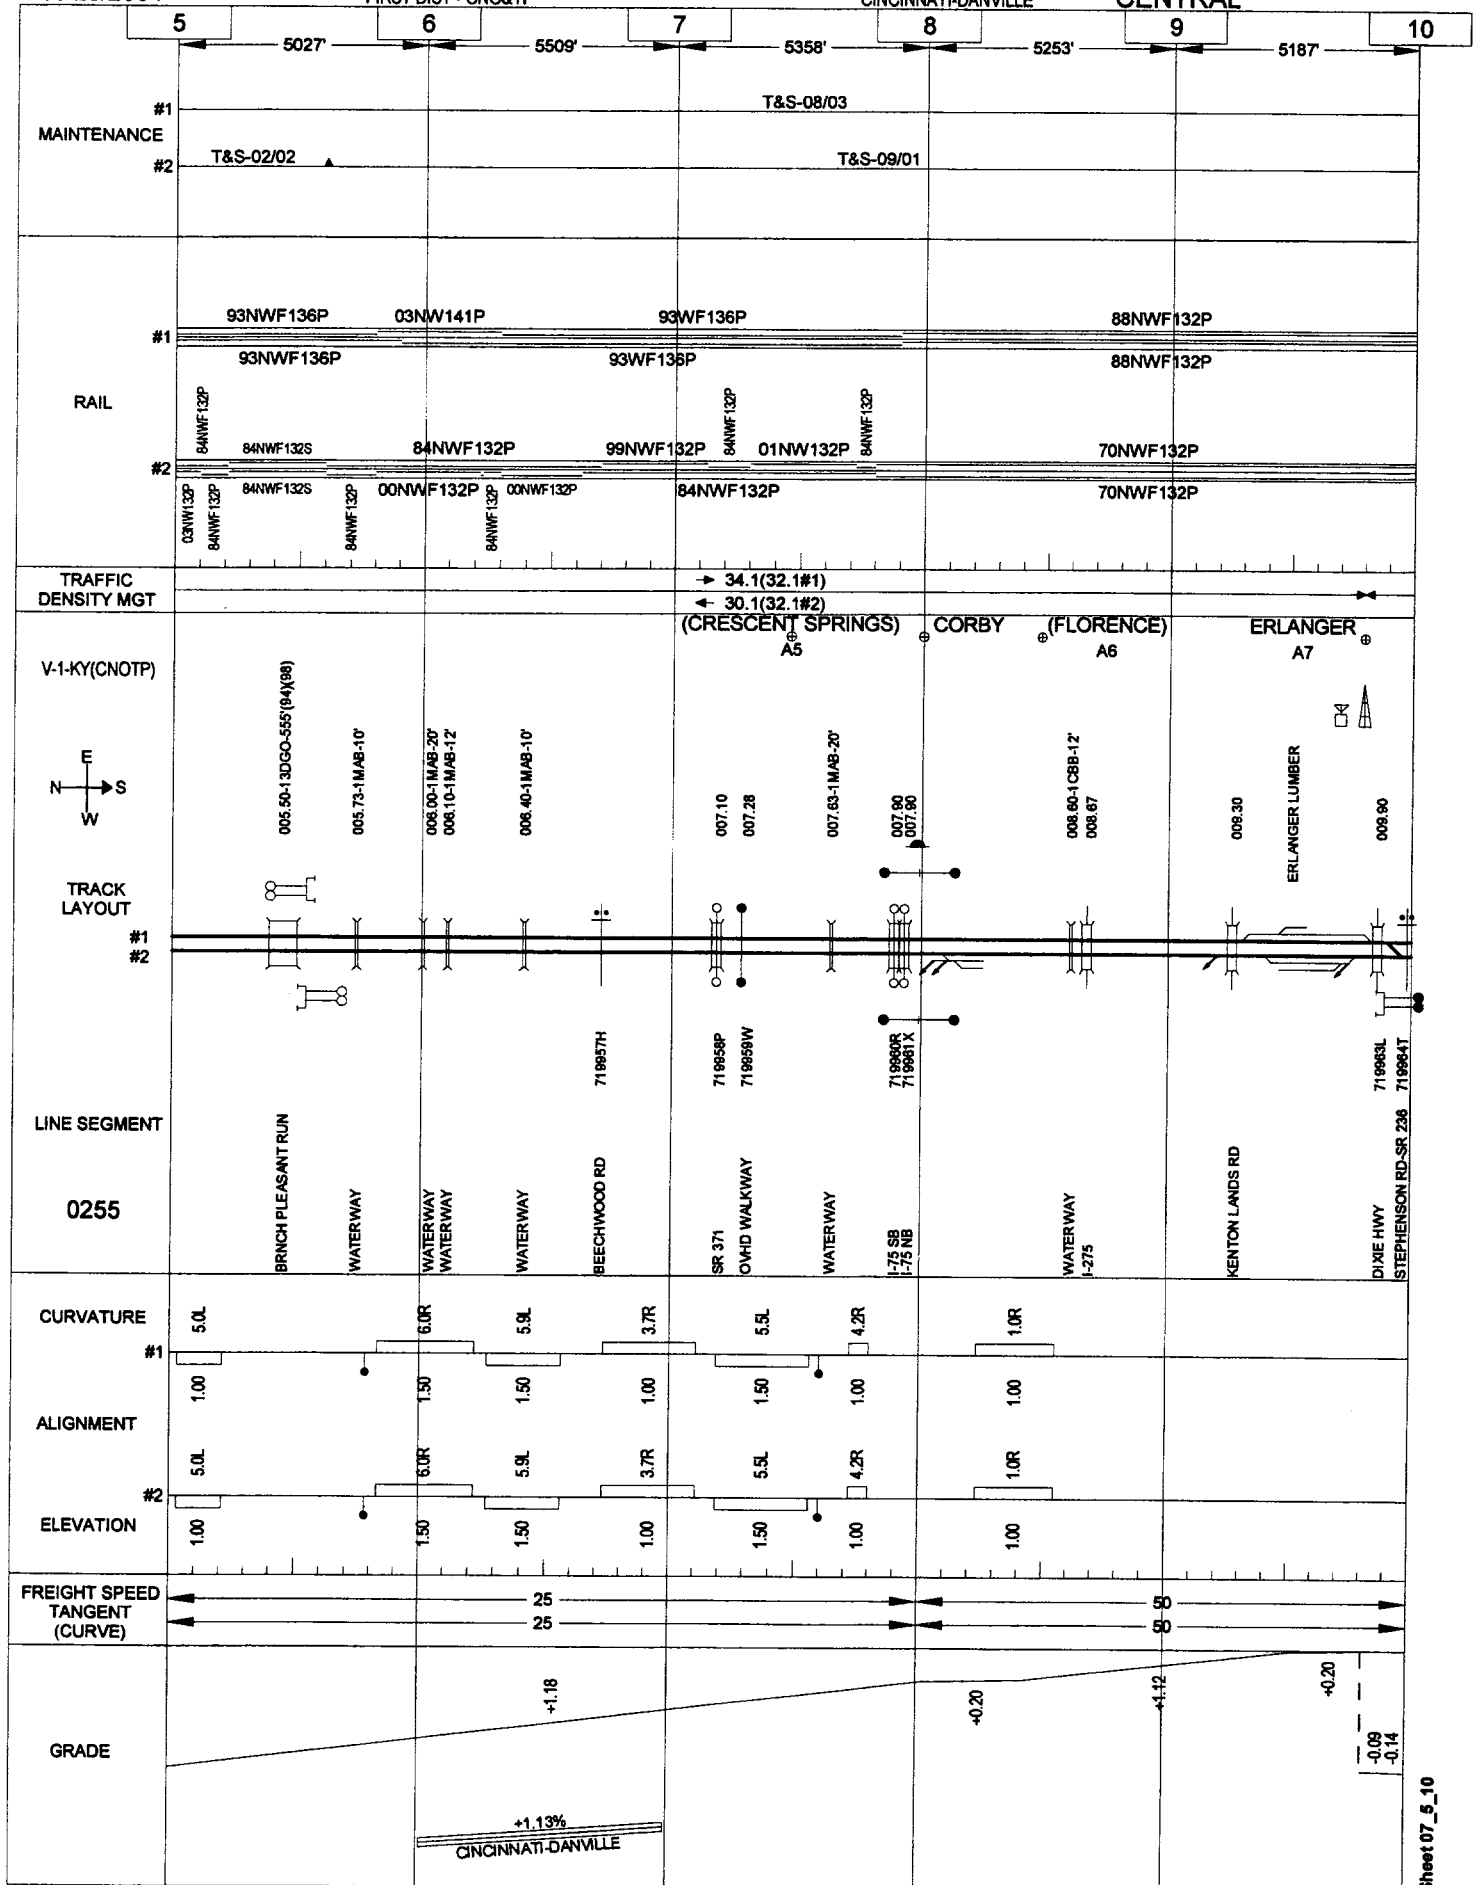 CINCINNATI-DANVILLE
CENTRAL
5 6 7 8 9 10
5027' 5509' 5358' 5253' 5187'
MAINTENANCE
#1 T&S-08/03
#2 T&S-02/02 T&S-09/01
RAIL
93NWF136P 03NW141P 93WF136P 88NWF132P
#1
93NWF136P 93WF136P 88NWF132P
84NWF132P 84NWF132P 84NWF132P
84NWF132S 84NWF132P 99NWF132P 01NW132P 70NWF132P
#2
84NWF132S 00NWF132P 00NWF132P 84NWF132P 70NWF132P
03NW132P 84NWF132P 84NWF132P 84NWF132P
TRAFFIC
DENSITY MGT
34.1(32.1#1)
30.1(32.1#2)
(CRESCENT SPRINGS) CORBY (FLORENCE) ERLANGER
A5 A6 A7
V-1-KY(CNOTP)
E
N S
W
005.50-13DGO-555'(94)(98)
005.73-1MAB-10'
006.00-1MAB-20'
006.10-1MAB-12'
006.40-1MAB-10'
007.10
007.28
007.63-1MAB-20'
007.90
007.90
008.60-1CBB-12'
008.67
009.30
ERLANGER LUMBER
009.90
TRACK
LAYOUT
#1
#2
719957H
719958P
719959W
719960R
719961X
719963L
719964T
LINE SEGMENT
0255
BRNCH PLEASANT RUN
WATERWAY
WATERWAY
WATERWAY
WATERWAY
BEECHWOOD RD
SR 371
OVHD WALKWAY
WATERWAY
I-75 SB
I-75 NB
WATERWAY
I-275
KENTON LANDS RD
DIXIE HWY
STEPHENSON RD-SR 236
CURVATURE
5.0L 6.0R 5.9L 3.7R 5.5L 4.2R 1.0R
#1
1.00 1.50 1.50 1.00 1.50 1.00 1.00
ALIGNMENT
5.0L 6.0R 5.9L 3.7R 5.5L 4.2R 1.0R
#2
ELEVATION
1.00 1.50 1.50 1.00 1.50 1.00 1.00
FREIGHT SPEED
TANGENT
(CURVE)
25 50
25 50
GRADE
+1.18 +0.20 +1.12 +0.20
-0.09
-0.14
+1.13%
CINCINNATI-DANVILLE
Sheet 07_5_10